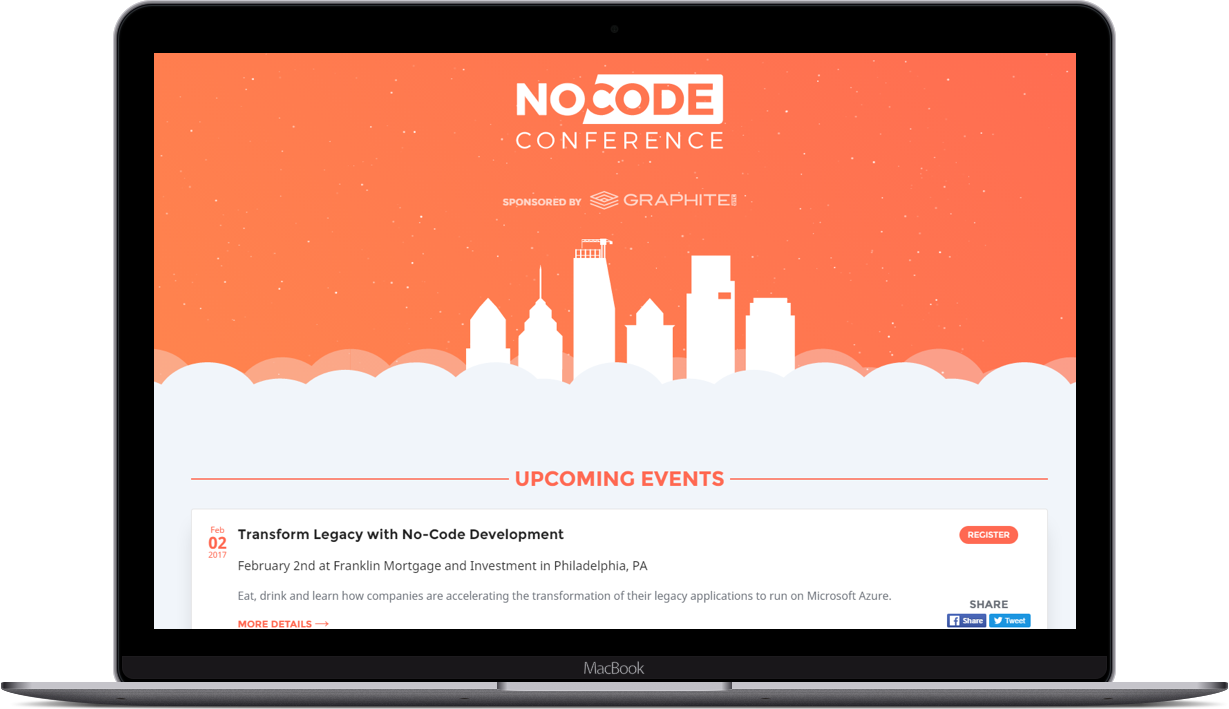 NOCODE
CONFERENCE
SPONSORED BY GRAPHITE
UPCOMING EVENTS
Feb
02
2017
Transform Legacy with No-Code Development
REGISTER
February 2nd at Franklin Mortgage and Investment in Philadelphia, PA
Eat, drink and learn how companies are accelerating the transformation of their legacy applications to run on Microsoft Azure.
SHARE
MORE DETAILS
Share Tweet
MacBook